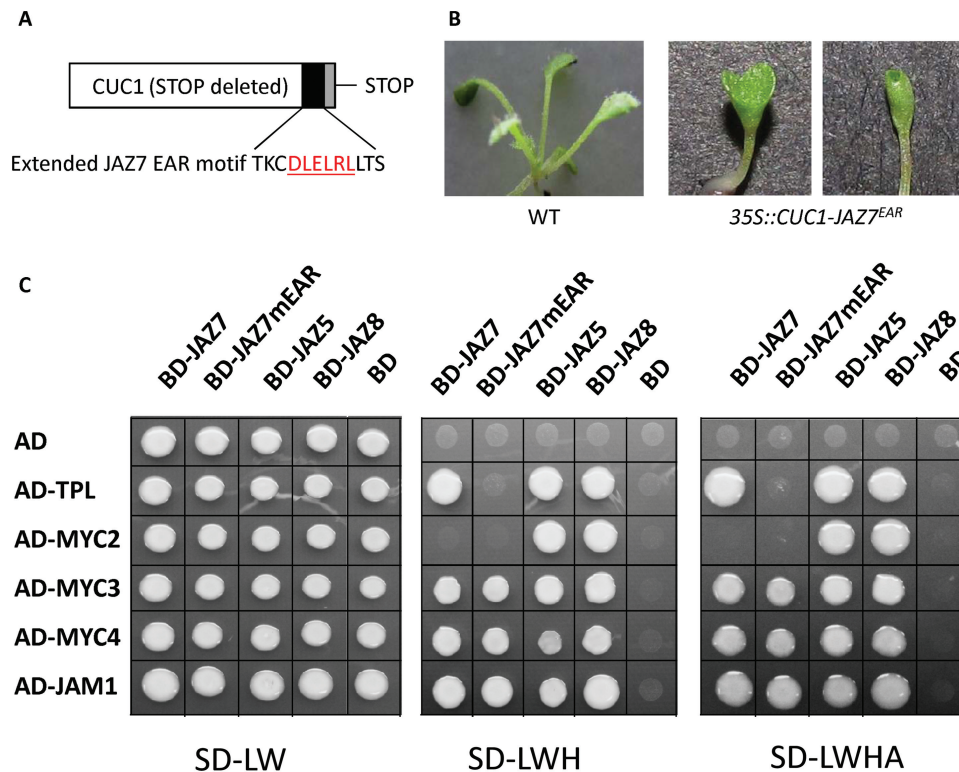 A
CUC1 (STOP deleted)
STOP
Extended JAZ7 EAR motif TKCDLELRLLTS
B
WT
35S::CUC1-JAZ7EAR
C
BD-JAZ7
BD-JAZ7mEAR
BD-JAZ5
BD-JAZ8
BD
BD-JAZ7
BD-JAZ7mEAR
BD-JAZ5
BD-JAZ8
BD
BD-JAZ7
BD-JAZ7mEAR
BD-JAZ5
BD-JAZ8
BD
AD
AD-TPL
AD-MYC2
AD-MYC3
AD-MYC4
AD-JAM1
SD-LW
SD-LWH
SD-LWHA